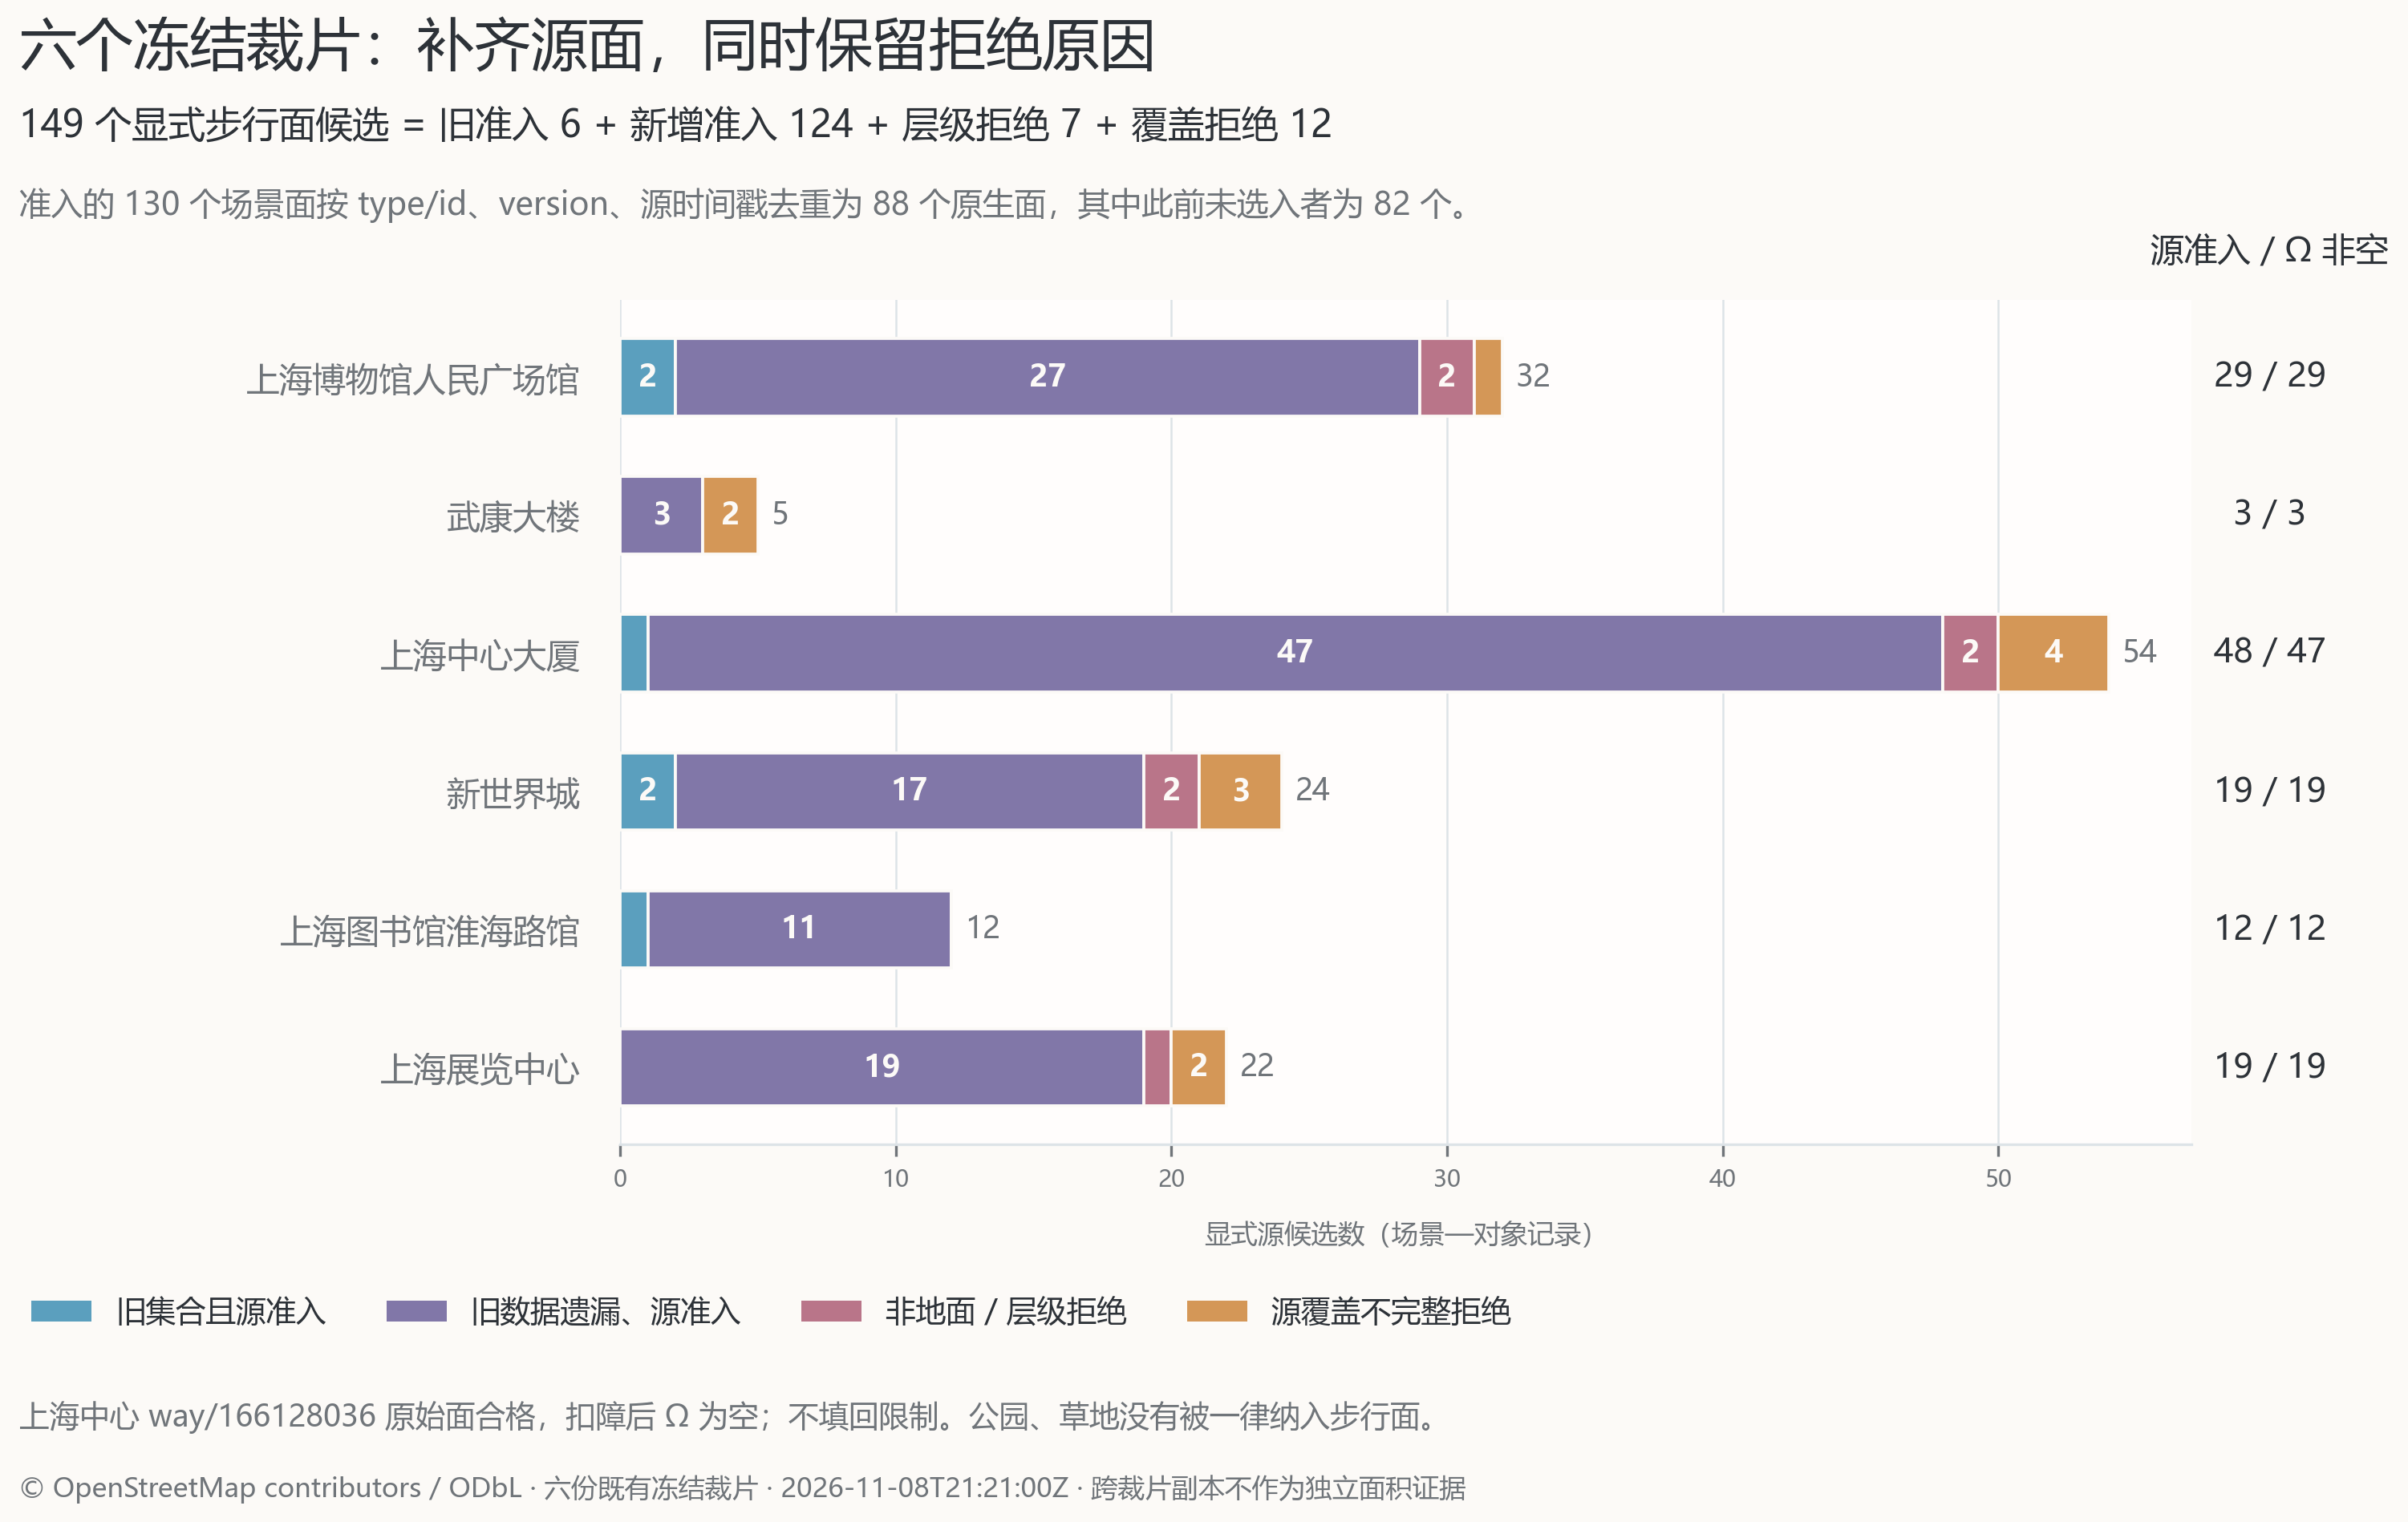 六个冻结裁片：补齐源面，同时保留拒绝原因
149 个显式步行面候选 = 旧准入 6 + 新增准入 124 + 层级拒绝 7 + 覆盖拒绝 12
准入的 130 个场景面按 type/id、version、源时间戳去重为 88 个原生面，其中此前未选入者为 82 个。
源准入 / Ω 非空
上海博物馆人民广场馆 2 27 2 32 29 / 29
武康大楼 3 2 5 3 / 3
上海中心大厦 47 2 4 54 48 / 47
新世界城 2 17 2 3 24 19 / 19
上海图书馆淮海路馆 11 12 12 / 12
上海展览中心 19 2 22 19 / 19
0 10 20 30 40 50
显式源候选数（场景—对象记录）
旧集合且源准入 旧数据遗漏、源准入 非地面 / 层级拒绝 源覆盖不完整拒绝
上海中心 way/166128036 原始面合格，扣障后 Ω 为空；不填回限制。公园、草地没有被一律纳入步行面。
© OpenStreetMap contributors / ODbL · 六份既有冻结裁片 · 2026-11-08T21:21:00Z · 跨裁片副本不作为独立面积证据